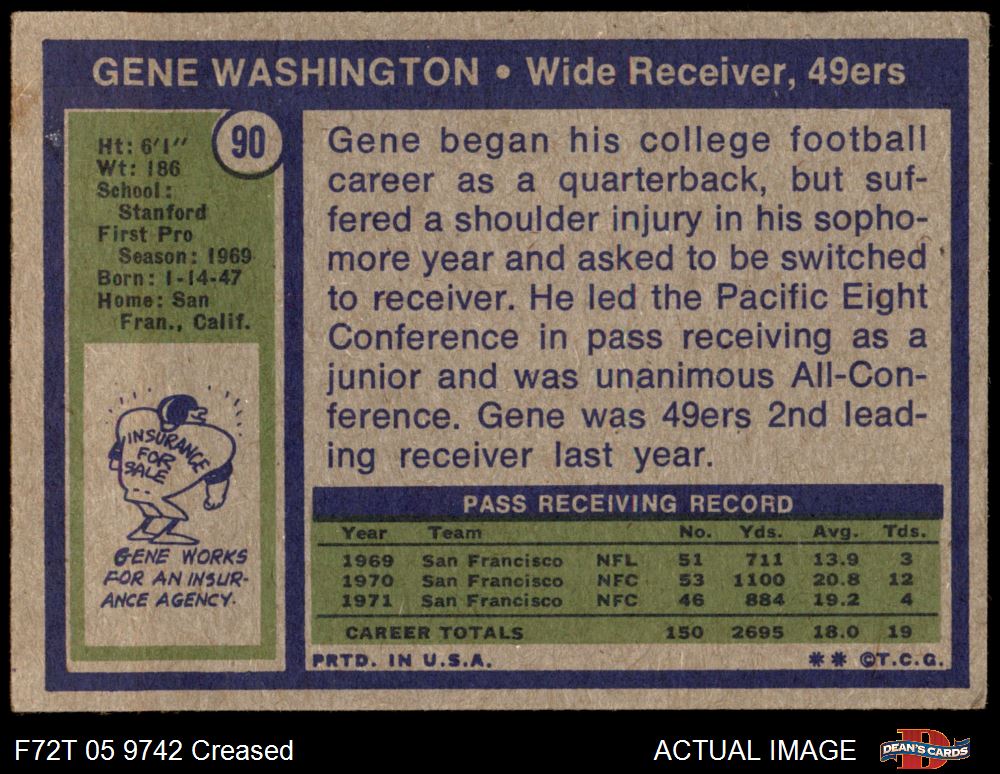 GENE WASHINGTON • Wide Receiver, 49ers
90
Ht: 6'1"
Wt: 186
School:
Stanford
First Pro
Season: 1969
Born: 1-14-47
Home: San
Fran., Calif.
INSURANCE
FOR
SALE
GENE WORKS
FOR AN INSUR-
ANCE AGENCY.
Gene began his college football
career as a quarterback, but suf-
fered a shoulder injury in his sopho-
more year and asked to be switched
to receiver. He led the Pacific Eight
Conference in pass receiving as a
junior and was unanimous All-Con-
ference. Gene was 49ers 2nd lead-
ing receiver last year.
PASS RECEIVING RECORD
Year Team No. Yds. Avg. Tds.
1969 San Francisco NFL 51 711 13.9 3
1970 San Francisco NFC 53 1100 20.8 12
1971 San Francisco NFC 46 884 19.2 4
CAREER TOTALS 150 2695 18.0 19
PRTD. IN U.S.A. ** ©T.C.G.
F72T 05 9742 Creased ACTUAL IMAGE DEAN'S CARDS